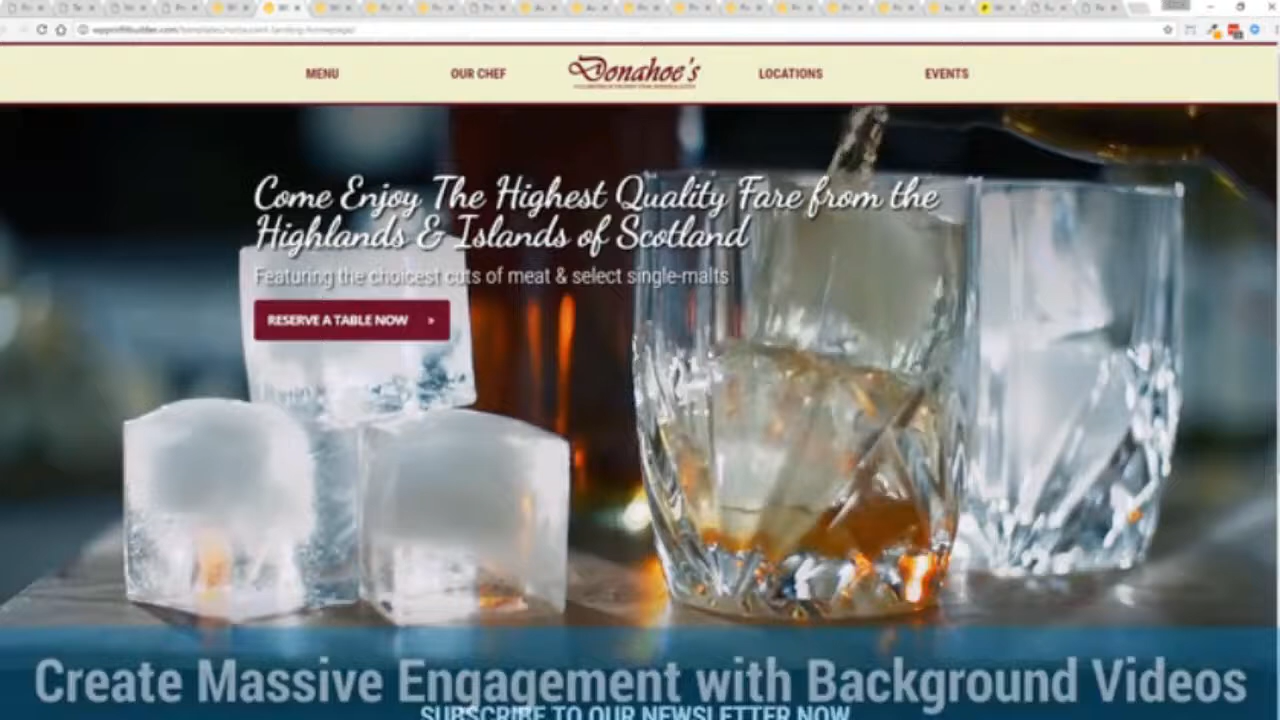 MENU
OUR CHEF
Donahoe's
LOCATIONS
EVENTS
Come Enjoy The Highest Quality Fare from the
Highlands & Islands of Scotland
Featuring the choicest cuts of meat & select single-malts
RESERVE A TABLE NOW
Create Massive Engagement with Background Videos
SUBSCRIBE TO OUR NEWSLETTER NOW